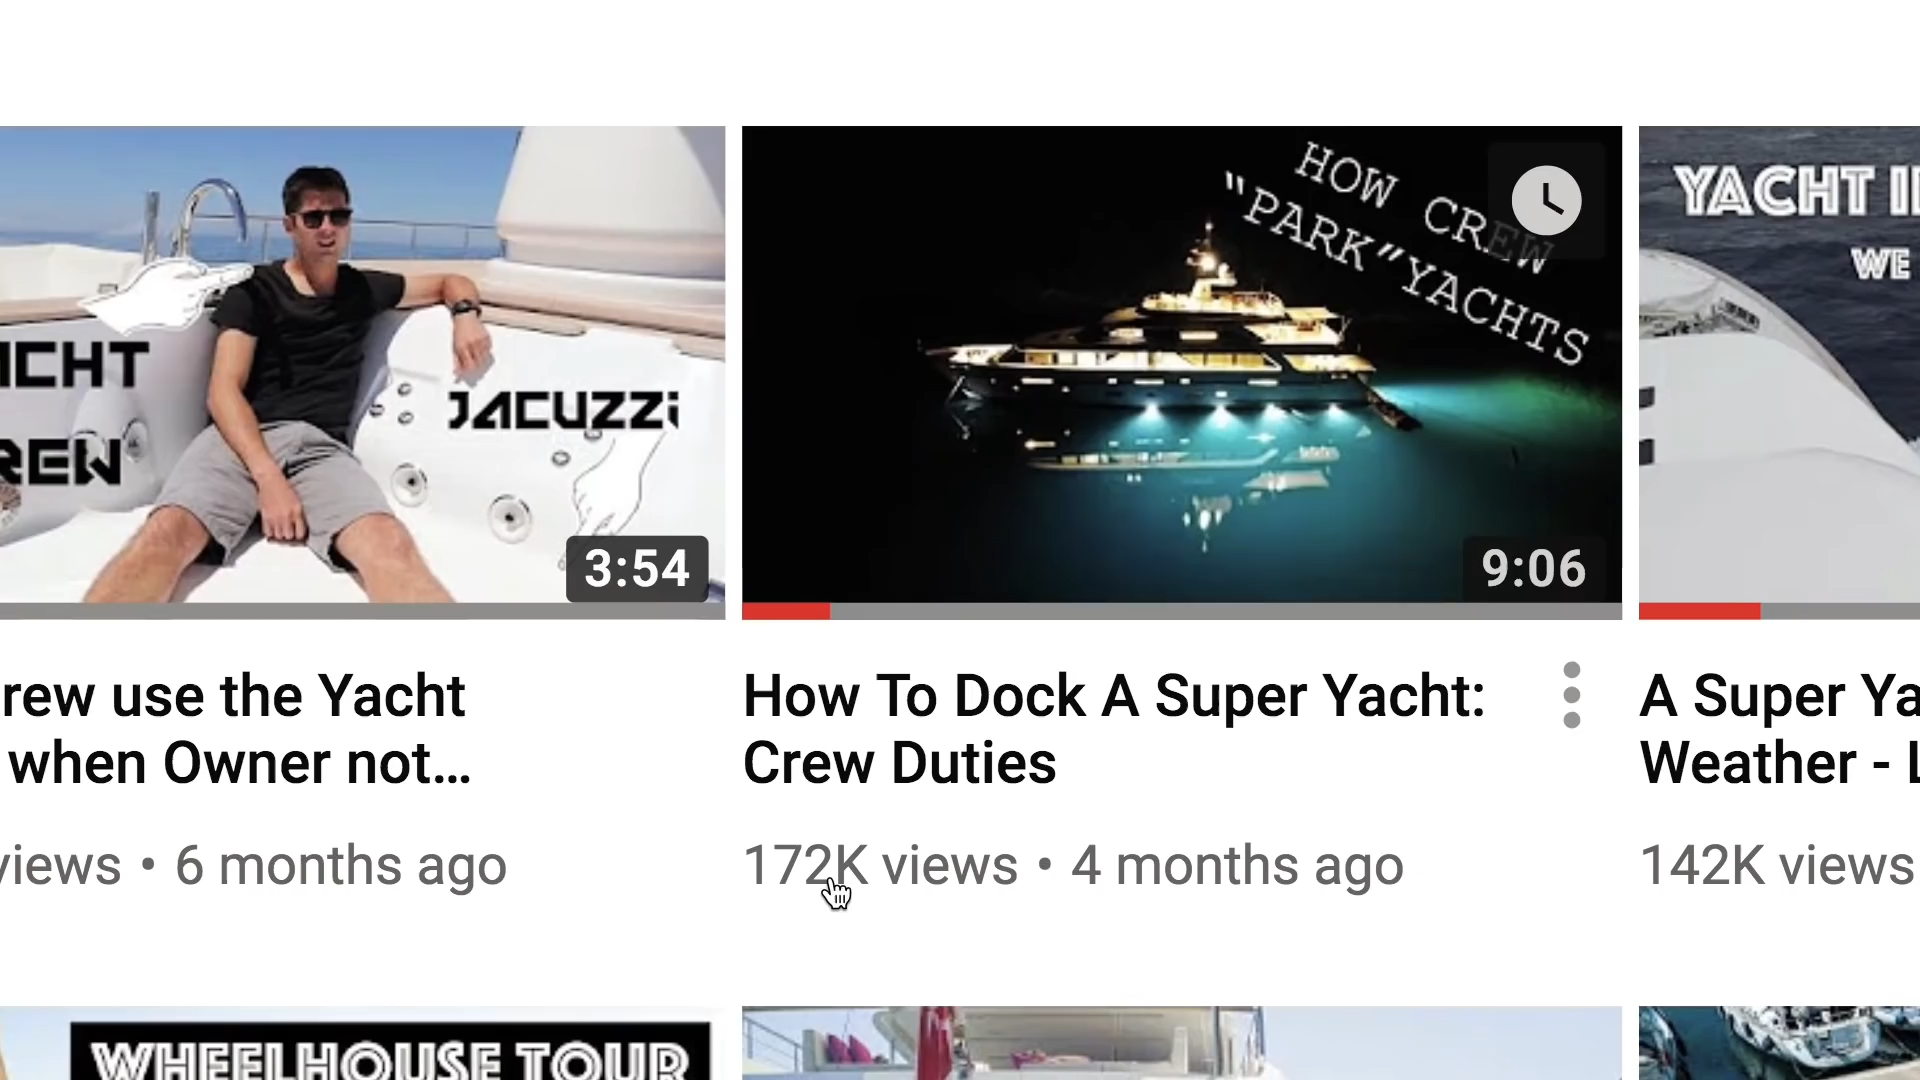 ACHT
REW
JACUZZi
3:54
HOW CREW
"PARK" YACHTS
9:06
YACHT
WE
rew use the Yacht
when Owner not...
views • 6 months ago
How To Dock A Super Yacht:
Crew Duties
172K views • 4 months ago
A Super Ya
Weather - L
142K views
WHEELHOUSE TOUR